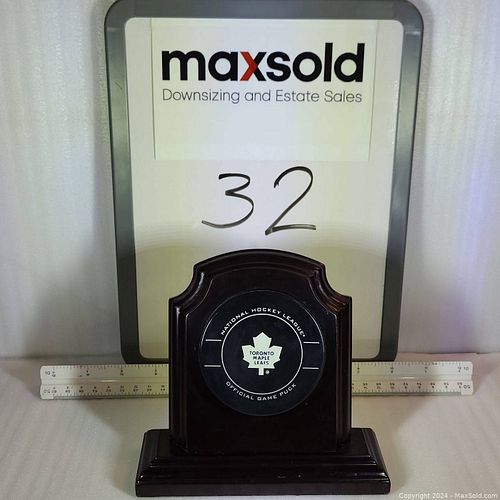 maxsold
Downsizing and Estate Sales
32
NATIONAL HOCKEY LEAGUE®
TORONTO
MAPLE
LEAFS
®
OFFICIAL GAME PUCK
Copyright 2024 - MaxSold.com